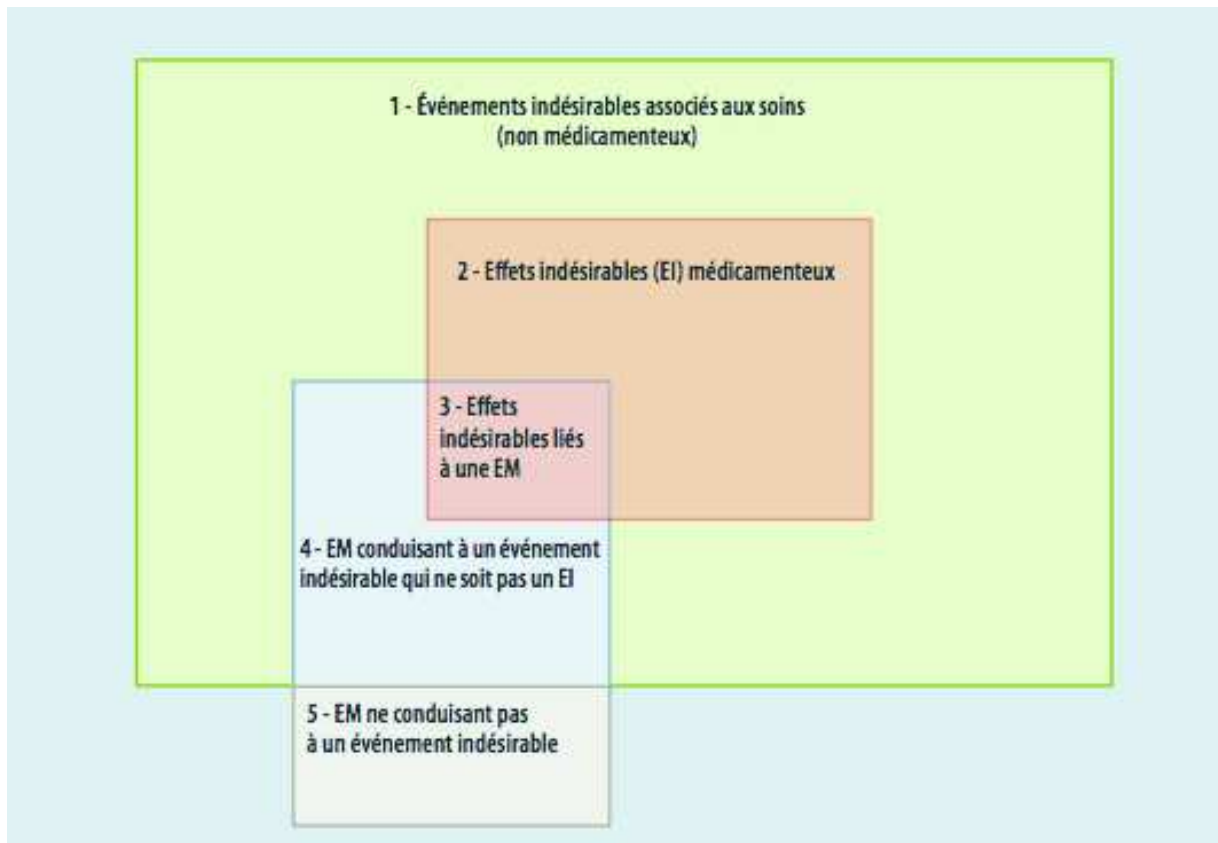 1 - Événements indésirables associés aux soins
(non médicamenteux)
2 - Effets indésirables (EI) médicamenteux
3 - Effets
indésirables liés
à une EM
4 - EM conduisant à un événement
indésirable qui ne soit pas un EI
5 - EM ne conduisant pas
à un événement indésirable